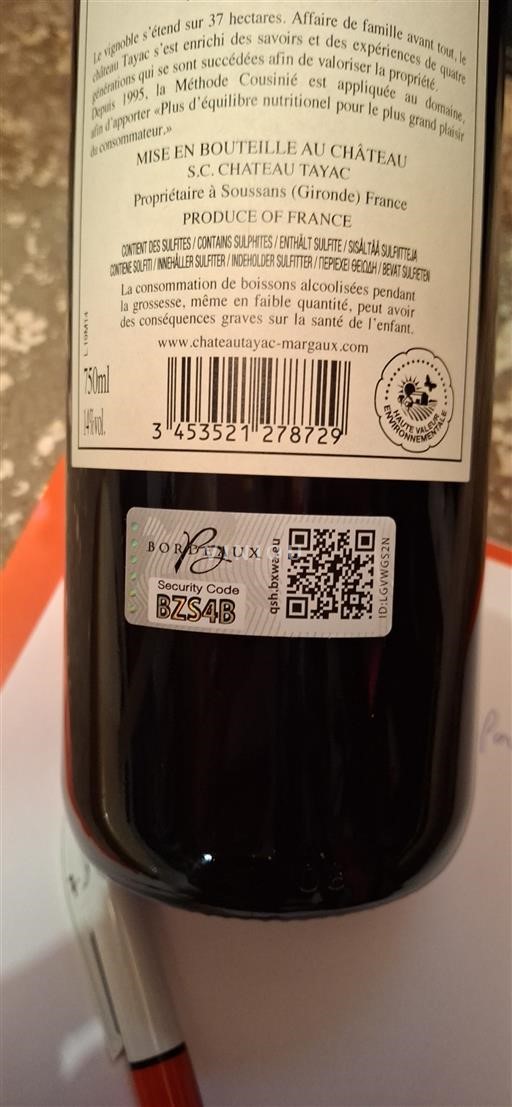 Le vignoble s'étend sur 37 hectares. Affaire de famille avant tout, le
château Tayac s'est enrichi des savoirs et des expériences de quatre
générations qui se sont succédées afin de valoriser la propriété.
Depuis 1995, la Méthode Cousinié est appliquée au domaine,
afin d'apporter «Plus d'équilibre nutritionel pour le plus grand plaisir
du consommateur.»
MISE EN BOUTEILLE AU CHÂTEAU
S.C. CHATEAU TAYAC
Propriétaire à Soussans (Gironde) France
PRODUCE OF FRANCE
CONTIENT DES SULFITES / CONTAINS SULPHITES / ENTHÄLT SULFITE / SISÄLTÄÄ SULFIITTEJA
CONTIENE SOLFITI / INNEHÅLLER SULFITER / INDEHOLDER SULFITTER / ΠΕΡΙΕΧΕΙ ΘΕΙΩΔΗ / BEVAT SULFIETEN
La consommation de boissons alcoolisées pendant
la grossesse, même en faible quantité, peut avoir
des conséquences graves sur la santé de l'enfant.
www.chateautayac-margaux.com
L.19M14
750ml
14%vol.
3 453521 278729
HAUTE VALEUR
ENVIRONNEMENTALE
BORDEAUX
Security Code
BZS4B
qsh.bxwa.eu
ID:LGVWGS2N